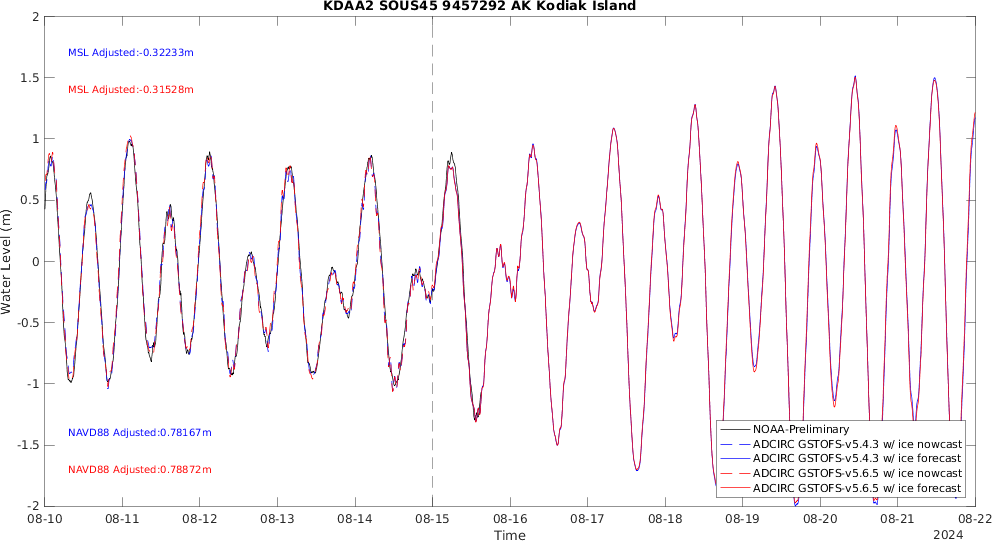 KDAA2 SOUS45 9457292 AK Kodiak Island
2
1.5
1
0.5
0
-0.5
-1
-1.5
-2
Water Level (m)
MSL Adjusted:-0.32233m
MSL Adjusted:-0.31528m
NAVD88 Adjusted:0.78167m
NAVD88 Adjusted:0.78872m
NOAA-Preliminary
ADCIRC GSTOFS-v5.4.3 w/ ice nowcast
ADCIRC GSTOFS-v5.4.3 w/ ice forecast
ADCIRC GSTOFS-v5.6.5 w/ ice nowcast
ADCIRC GSTOFS-v5.6.5 w/ ice forecast
08-10 08-11 08-12 08-13 08-14 08-15 08-16 08-17 08-18 08-19 08-20 08-21 08-22
Time
2024